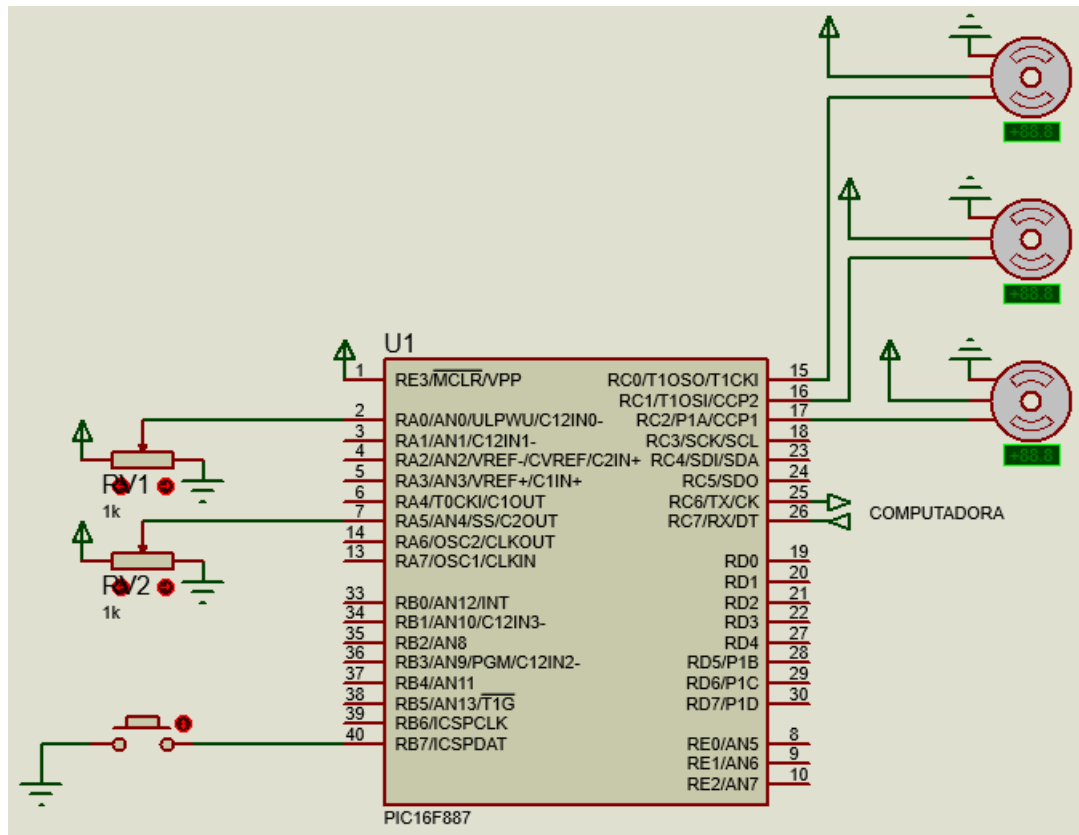 +88.8
+88.8
+88.8
U1
1 RE3/MCLR/VPP
2 RA0/AN0/ULPWU/C12IN0-
3 RA1/AN1/C12IN1-
4 RA2/AN2/VREF-/CVREF/C2IN+
5 RA3/AN3/VREF+/C1IN+
6 RA4/T0CKI/C1OUT
7 RA5/AN4/SS/C2OUT
14 RA6/OSC2/CLKOUT
13 RA7/OSC1/CLKIN
33 RB0/AN12/INT
34 RB1/AN10/C12IN3-
35 RB2/AN8
36 RB3/AN9/PGM/C12IN2-
37 RB4/AN11
38 RB5/AN13/T1G
39 RB6/ICSPCLK
40 RB7/ICSPDAT
RC0/T1OSO/T1CKI 15
RC1/T1OSI/CCP2 16
RC2/P1A/CCP1 17
RC3/SCK/SCL 18
RC4/SDI/SDA 23
RC5/SDO 24
RC6/TX/CK 25
RC7/RX/DT 26
RD0 19
RD1 20
RD2 21
RD3 22
RD4 27
RD5/P1B 28
RD6/P1C 29
RD7/P1D 30
RE0/AN5 8
RE1/AN6 9
RE2/AN7 10
PIC16F887
RV1
1k
RV2
1k
COMPUTADORA